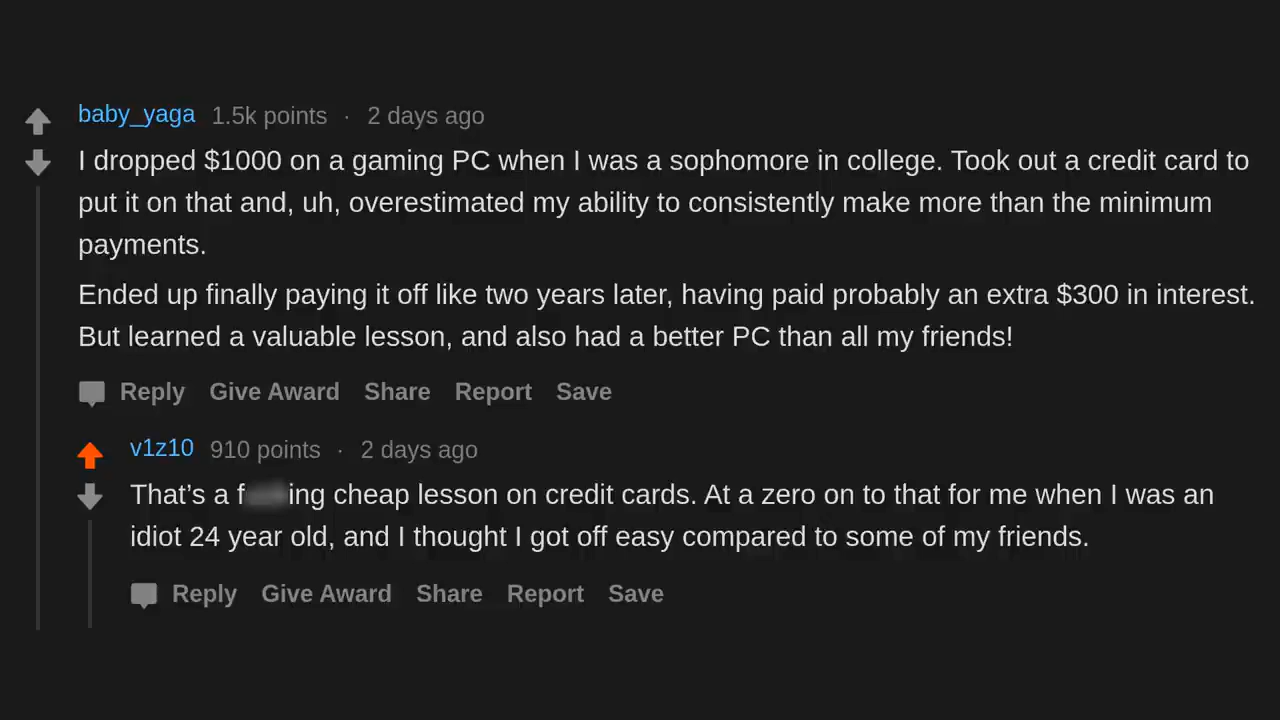 baby_yaga 1.5k points · 2 days ago
I dropped $1000 on a gaming PC when I was a sophomore in college. Took out a credit card to
put it on that and, uh, overestimated my ability to consistently make more than the minimum
payments.
Ended up finally paying it off like two years later, having paid probably an extra $300 in interest.
But learned a valuable lesson, and also had a better PC than all my friends!
Reply Give Award Share Report Save
v1z10 910 points · 2 days ago
That’s a f ing cheap lesson on credit cards. At a zero on to that for me when I was an
idiot 24 year old, and I thought I got off easy compared to some of my friends.
Reply Give Award Share Report Save